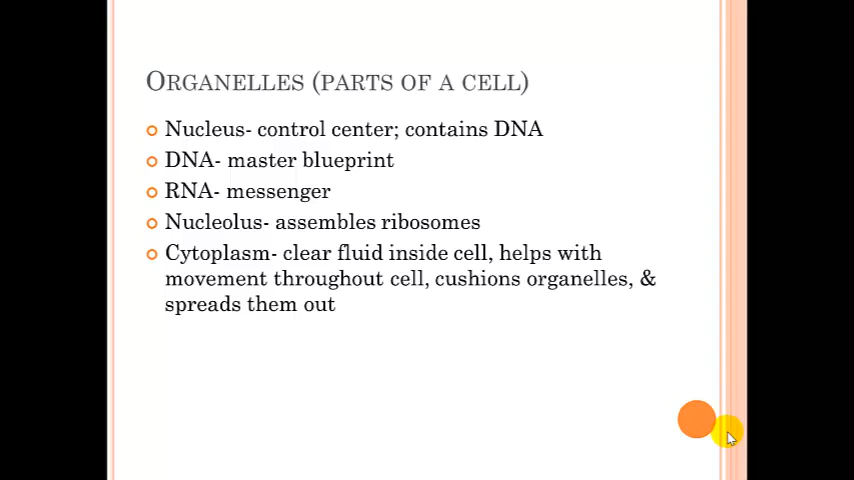 ORGANELLES (PARTS OF A CELL)
Nucleus- control center; contains DNA
DNA- master blueprint
RNA- messenger
Nucleolus- assembles ribosomes
Cytoplasm- clear fluid inside cell, helps with
movement throughout cell, cushions organelles, &
spreads them out